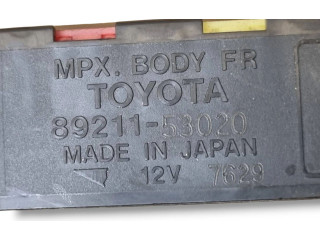 MPX. BODY FR
TOYOTA
89211-53020
MADE IN JAPAN
12V 7629